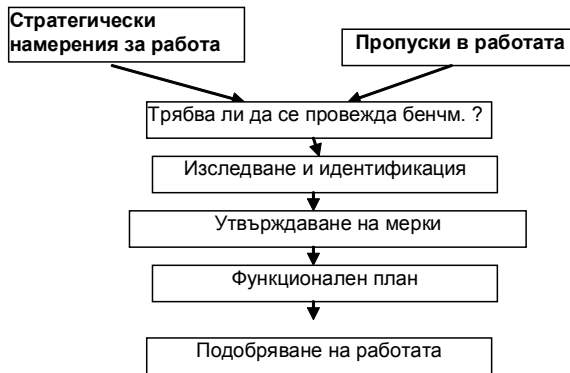 Стратегически
намерения за работа
Пропуски в работата
Трябва ли да се провежда бенчм. ?
Изследване и идентификация
Утвърждаване на мерки
Функционален план
Подобряване на работата